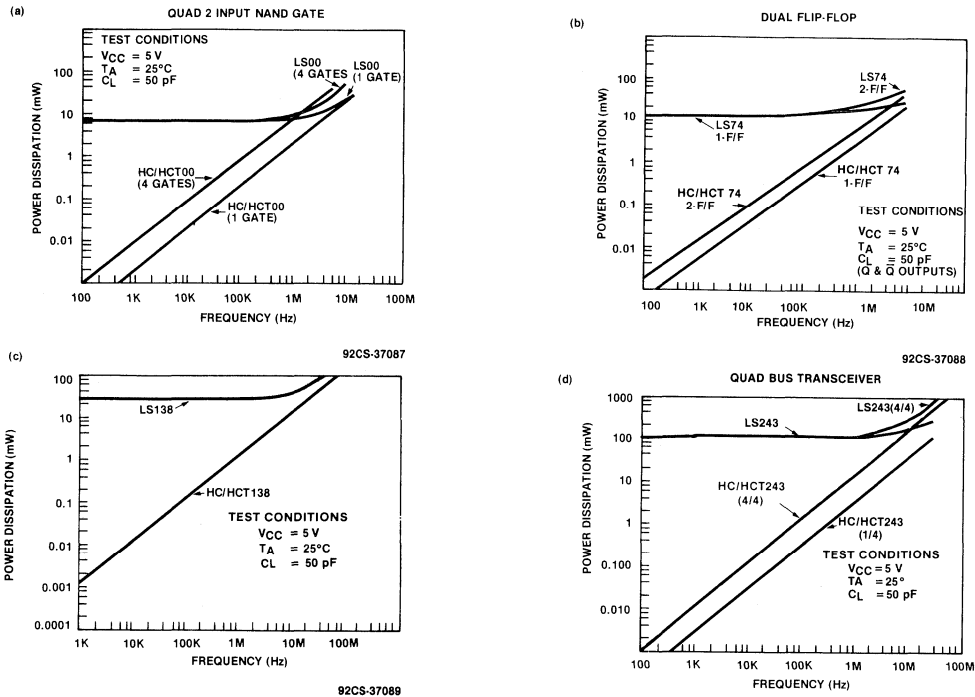 (a)
QUAD 2 INPUT NAND GATE
TEST CONDITIONS
VCC = 5 V
TA = 25°C
CL = 50 pF
LS00
(4 GATES)
LS00
(1 GATE)
HC/HCT00
(4 GATES)
HC/HCT00
(1 GATE)
POWER DISSIPATION (mW)
100
10
1
0.1
0.01
100 1K 10K 100K 1M 10M 100M
FREQUENCY (Hz)
92CS-37087
(b)
DUAL FLIP-FLOP
LS74
2-F/F
LS74
1-F/F
HC/HCT 74
1-F/F
HC/HCT 74
2-F/F
TEST CONDITIONS
VCC = 5 V
TA = 25°C
CL = 50 pF
(Q & Q̅ OUTPUTS)
POWER DISSIPATION (mW)
100
10
1
0.1
0.01
100 1K 10K 100K 1M 10M
FREQUENCY (Hz)
92CS-37088
(c)
LS138
HC/HCT138
TEST CONDITIONS
VCC = 5 V
TA = 25°C
CL = 50 pF
POWER DISSIPATION (mW)
100
10
1
0.1
0.01
0.001
0.0001
1K 10K 100K 1M 10M 100M
FREQUENCY (Hz)
92CS-37089
(d)
QUAD BUS TRANSCEIVER
LS243(4/4)
LS243
HC/HCT243
(4/4)
HC/HCT243
(1/4)
TEST CONDITIONS
VCC = 5 V
TA = 25°
CL = 50 pF
POWER DISSIPATION (mW)
1000
100
10
1
0.100
0.010
100 1K 10K 100K 1M 10M 100M
FREQUENCY (Hz)